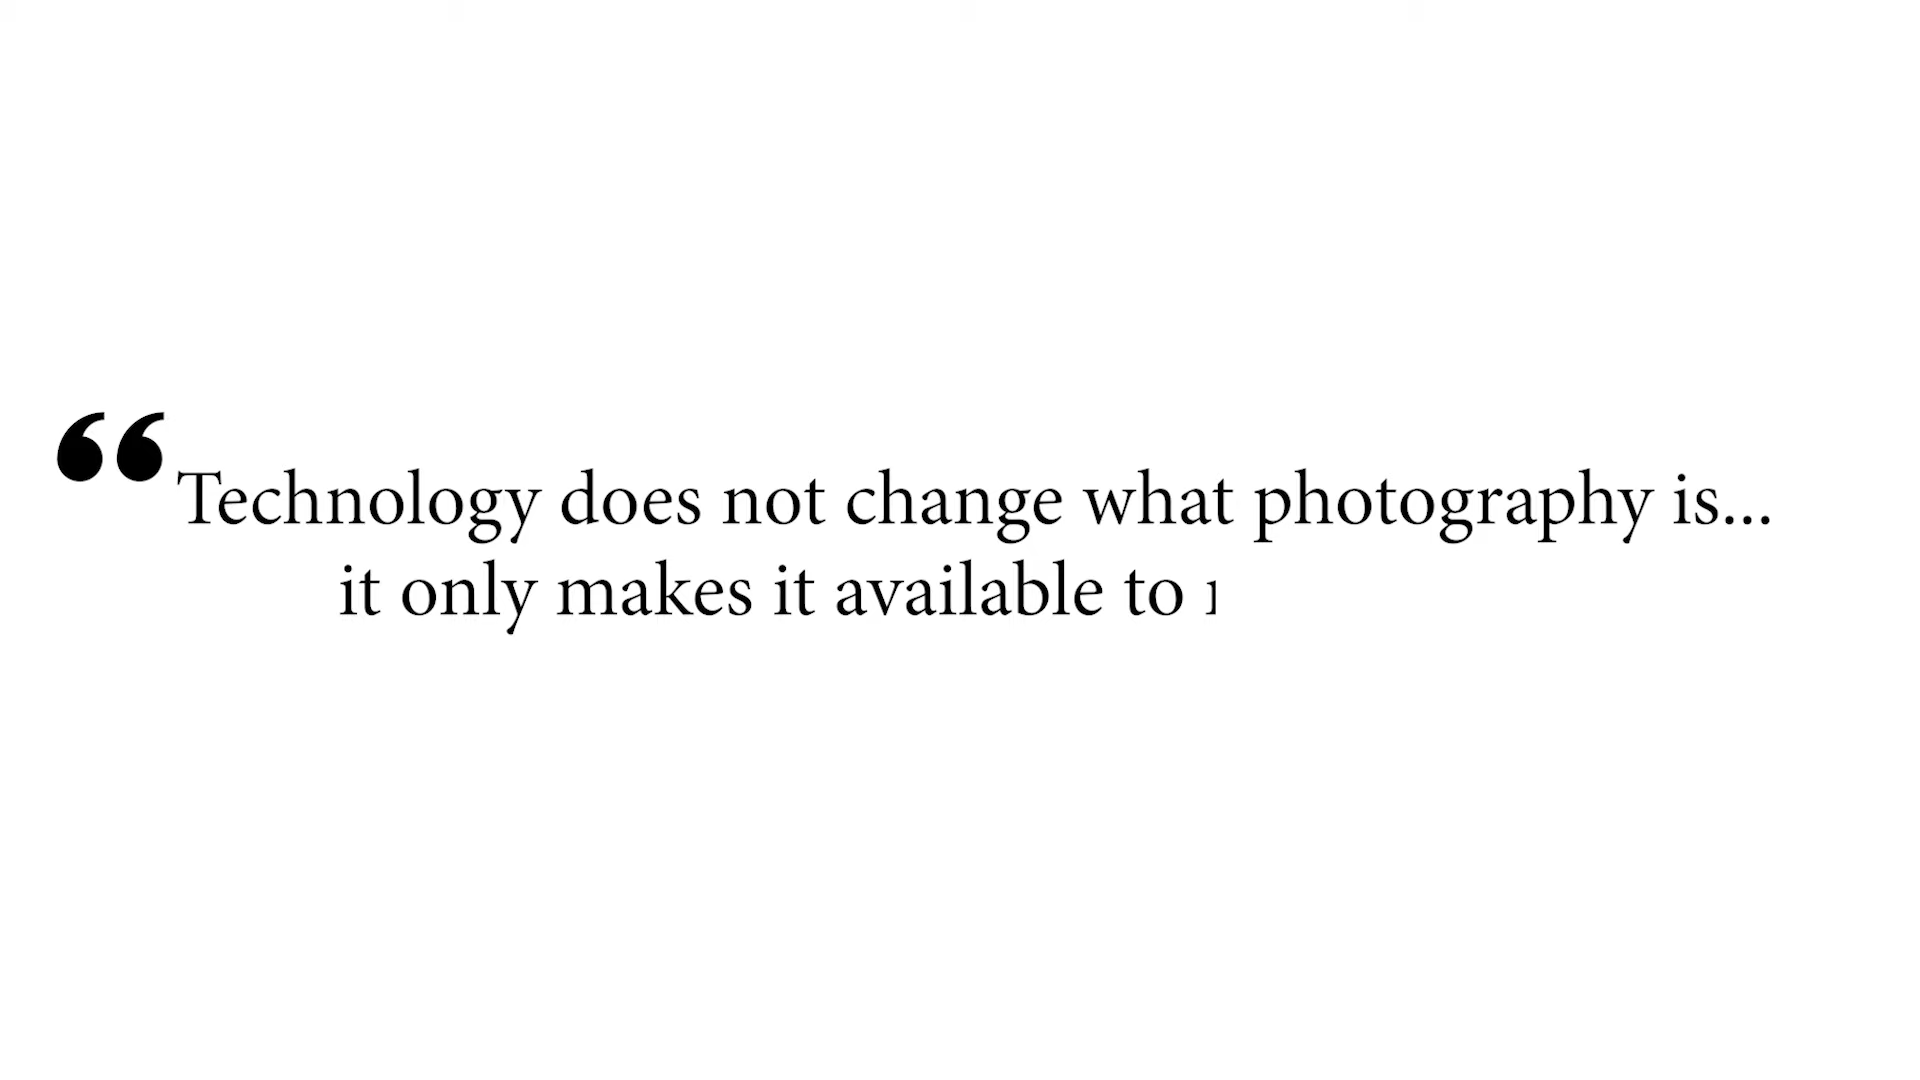 “Technology does not change what photography is...
it only makes it available to